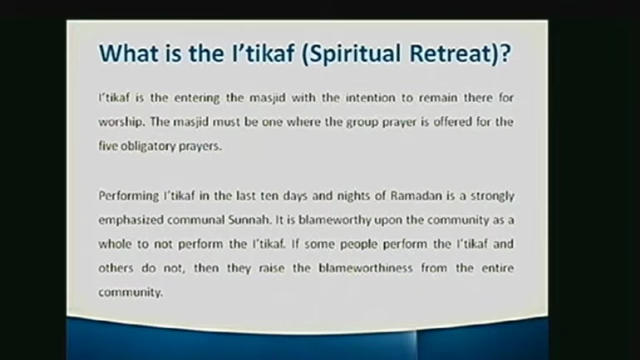 What is the I'tikaf (Spiritual Retreat)?
I'tikaf is the entering the masjid with the intention to remain there for
worship. The masjid must be one where the group prayer is offered for the
five obligatory prayers.
Performing I'tikaf in the last ten days and nights of Ramadan is a strongly
emphasized communal Sunnah. It is blameworthy upon the community as a
whole to not perform the I'tikaf. If some people perform the I'tikaf and
others do not, then they raise the blameworthiness from the entire
community.